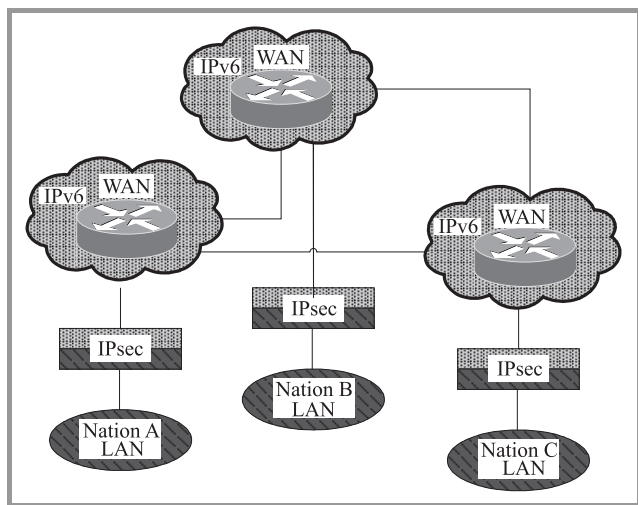 IPv6 WAN
IPv6 WAN
IPv6 WAN
IPsec
IPsec
IPsec
Nation A
LAN
Nation B
LAN
Nation C
LAN